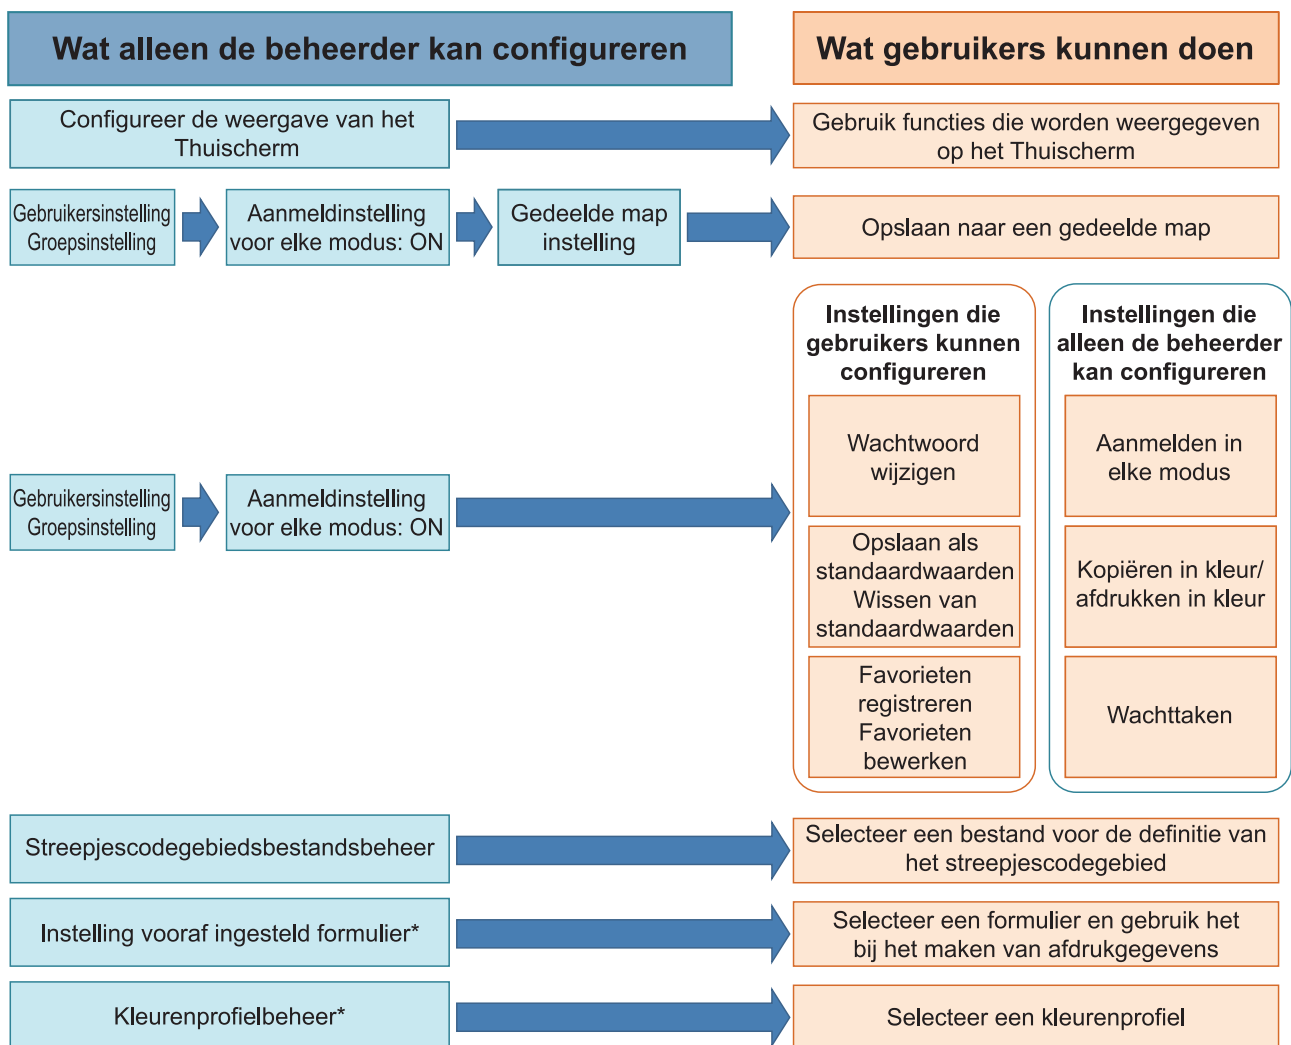 Wat alleen de beheerder kan configureren
Wat gebruikers kunnen doen
Configureer de weergave van het
Thuischerm
Gebruik functies die worden weergegeven
op het Thuischerm
Gebruikersinstelling
Groepsinstelling
Aanmeldinstelling
voor elke modus: ON
Gedeelde map
instelling
Opslaan naar een gedeelde map
Gebruikersinstelling
Groepsinstelling
Aanmeldinstelling
voor elke modus: ON
Instellingen die
gebruikers kunnen
configureren
Wachtwoord
wijzigen
Opslaan als
standaardwaarden
Wissen van
standaardwaarden
Favorieten
registreren
Favorieten
bewerken
Instellingen die
alleen de beheerder
kan configureren
Aanmelden in
elke modus
Kopiëren in kleur/
afdrukken in kleur
Wachttaken
Streepjescodegebiedsbestandsbeheer
Selecteer een bestand voor de definitie van
het streepjescodegebied
Instelling vooraf ingesteld formulier*
Selecteer een formulier en gebruik het
bij het maken van afdrukgegevens
Kleurenprofielbeheer*
Selecteer een kleurenprofiel